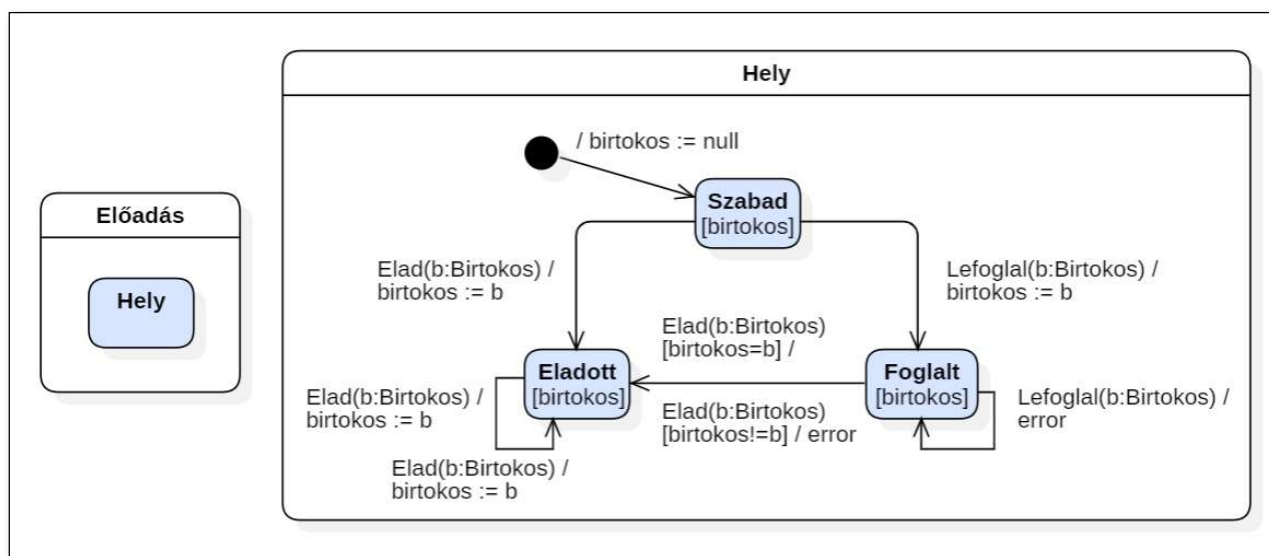 Előadás
Hely
Hely
/ birtokos := null
Szabad
[birtokos]
Elad(b:Birtokos) /
birtokos := b
Lefoglal(b:Birtokos) /
birtokos := b
Elad(b:Birtokos)
[birtokos=b] /
Eladott
[birtokos]
Foglalt
[birtokos]
Elad(b:Birtokos) /
birtokos := b
Elad(b:Birtokos)
[birtokos!=b] / error
Lefoglal(b:Birtokos) /
error
Elad(b:Birtokos) /
birtokos := b